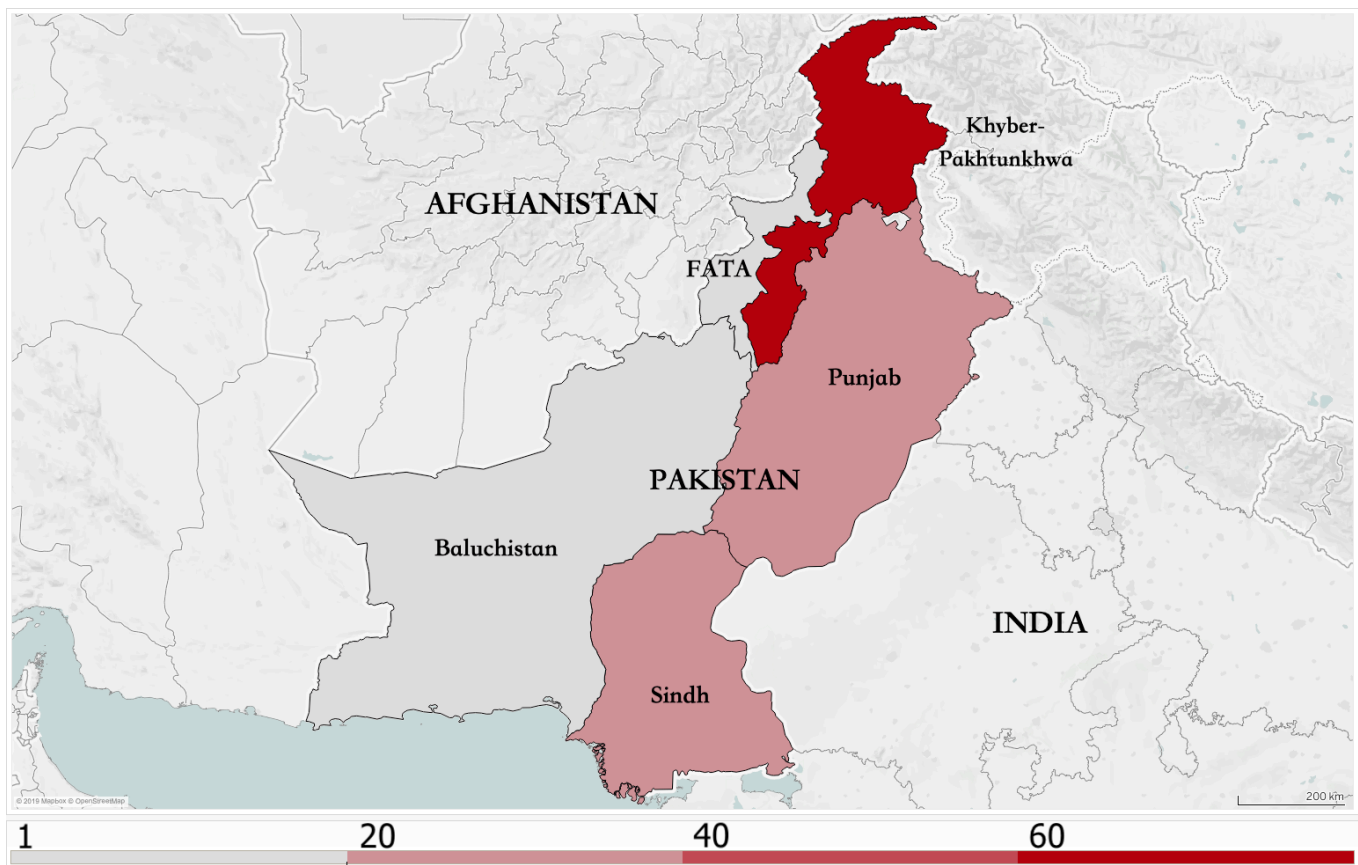 Khyber-
Pakhtunkhwa
AFGHANISTAN
FATA
Punjab
PAKISTAN
Baluchistan
INDIA
Sindh
© 2019 Mapbox © OpenStreetMap
200 km
1 20 40 60